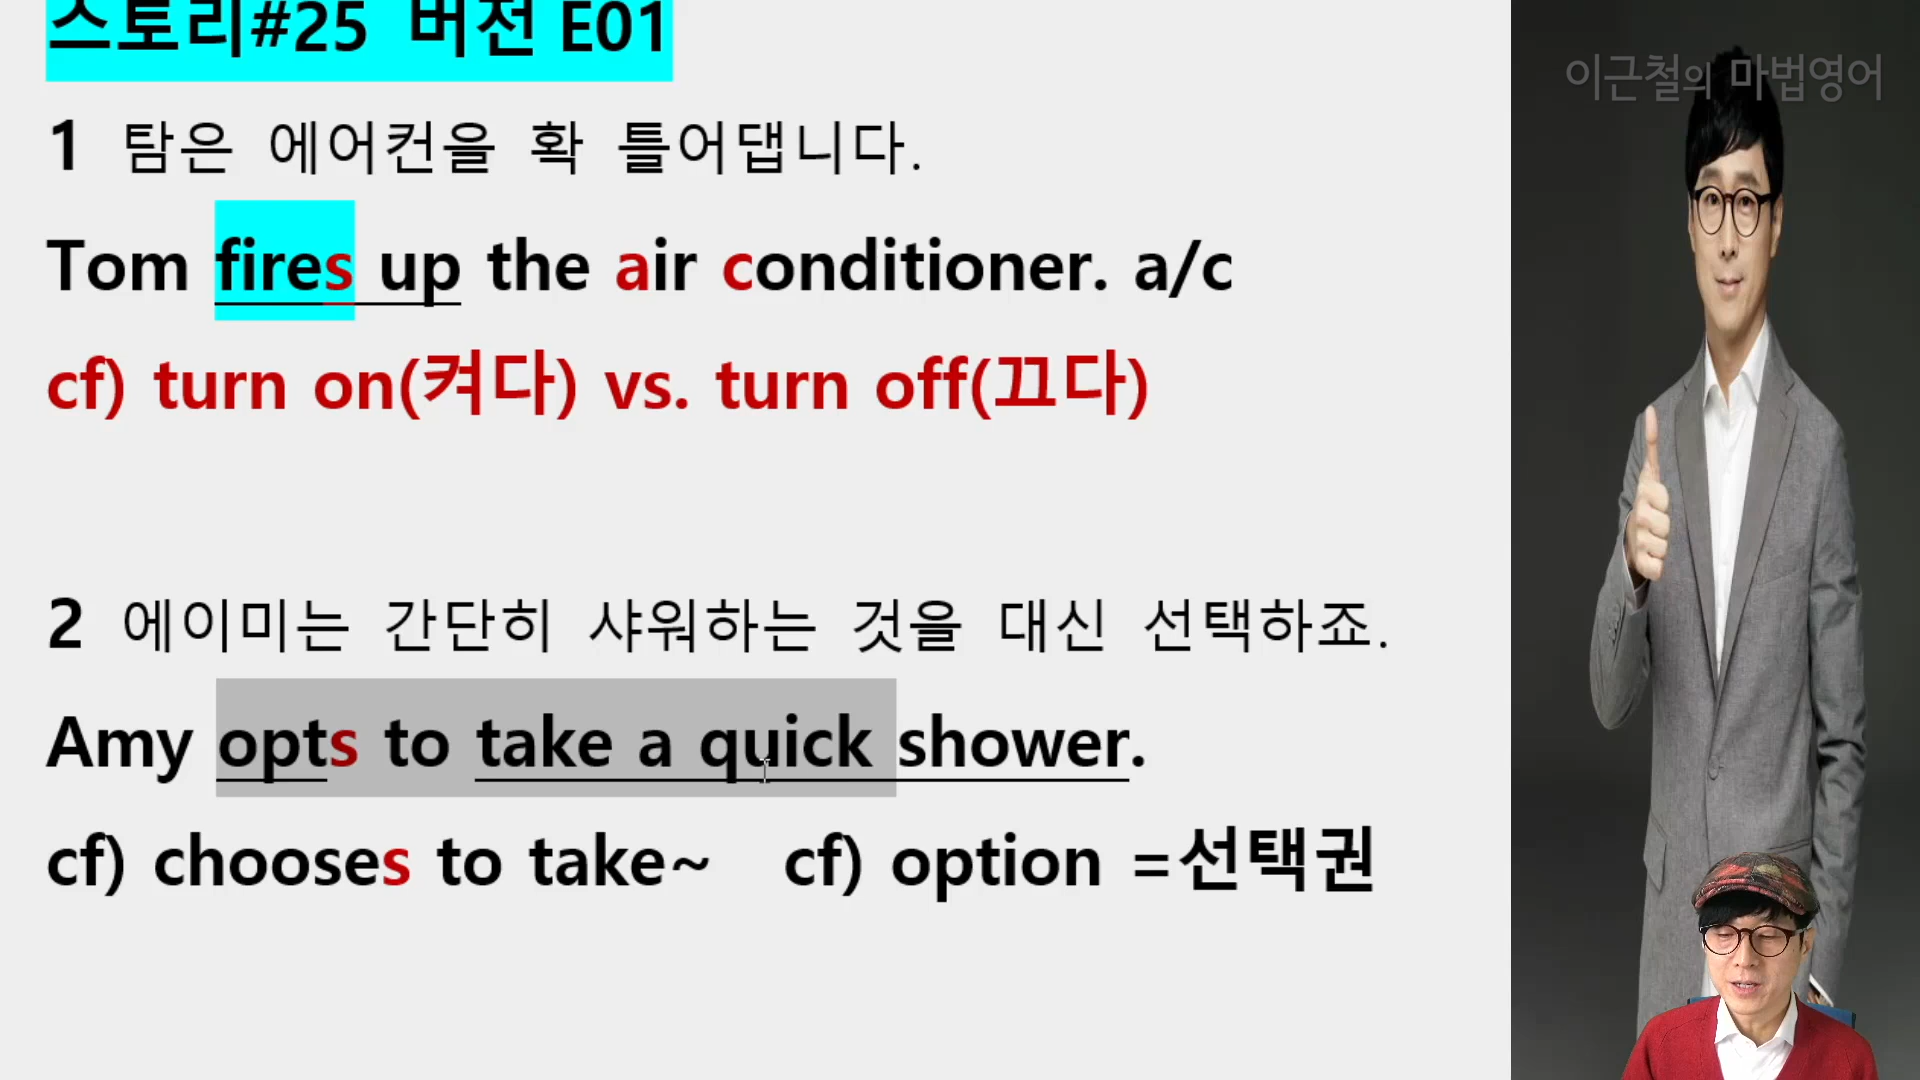 스토리#25 버전 E01
이근철의 마법영어
1 탐은 에어컨을 확 틀어댑니다.
Tom fires up the air conditioner. a/c
cf) turn on(켜다) vs. turn off(끄다)
2 에이미는 간단히 샤워하는 것을 대신 선택하죠.
Amy opts to take a quick shower.
cf) chooses to take~ cf) option =선택권